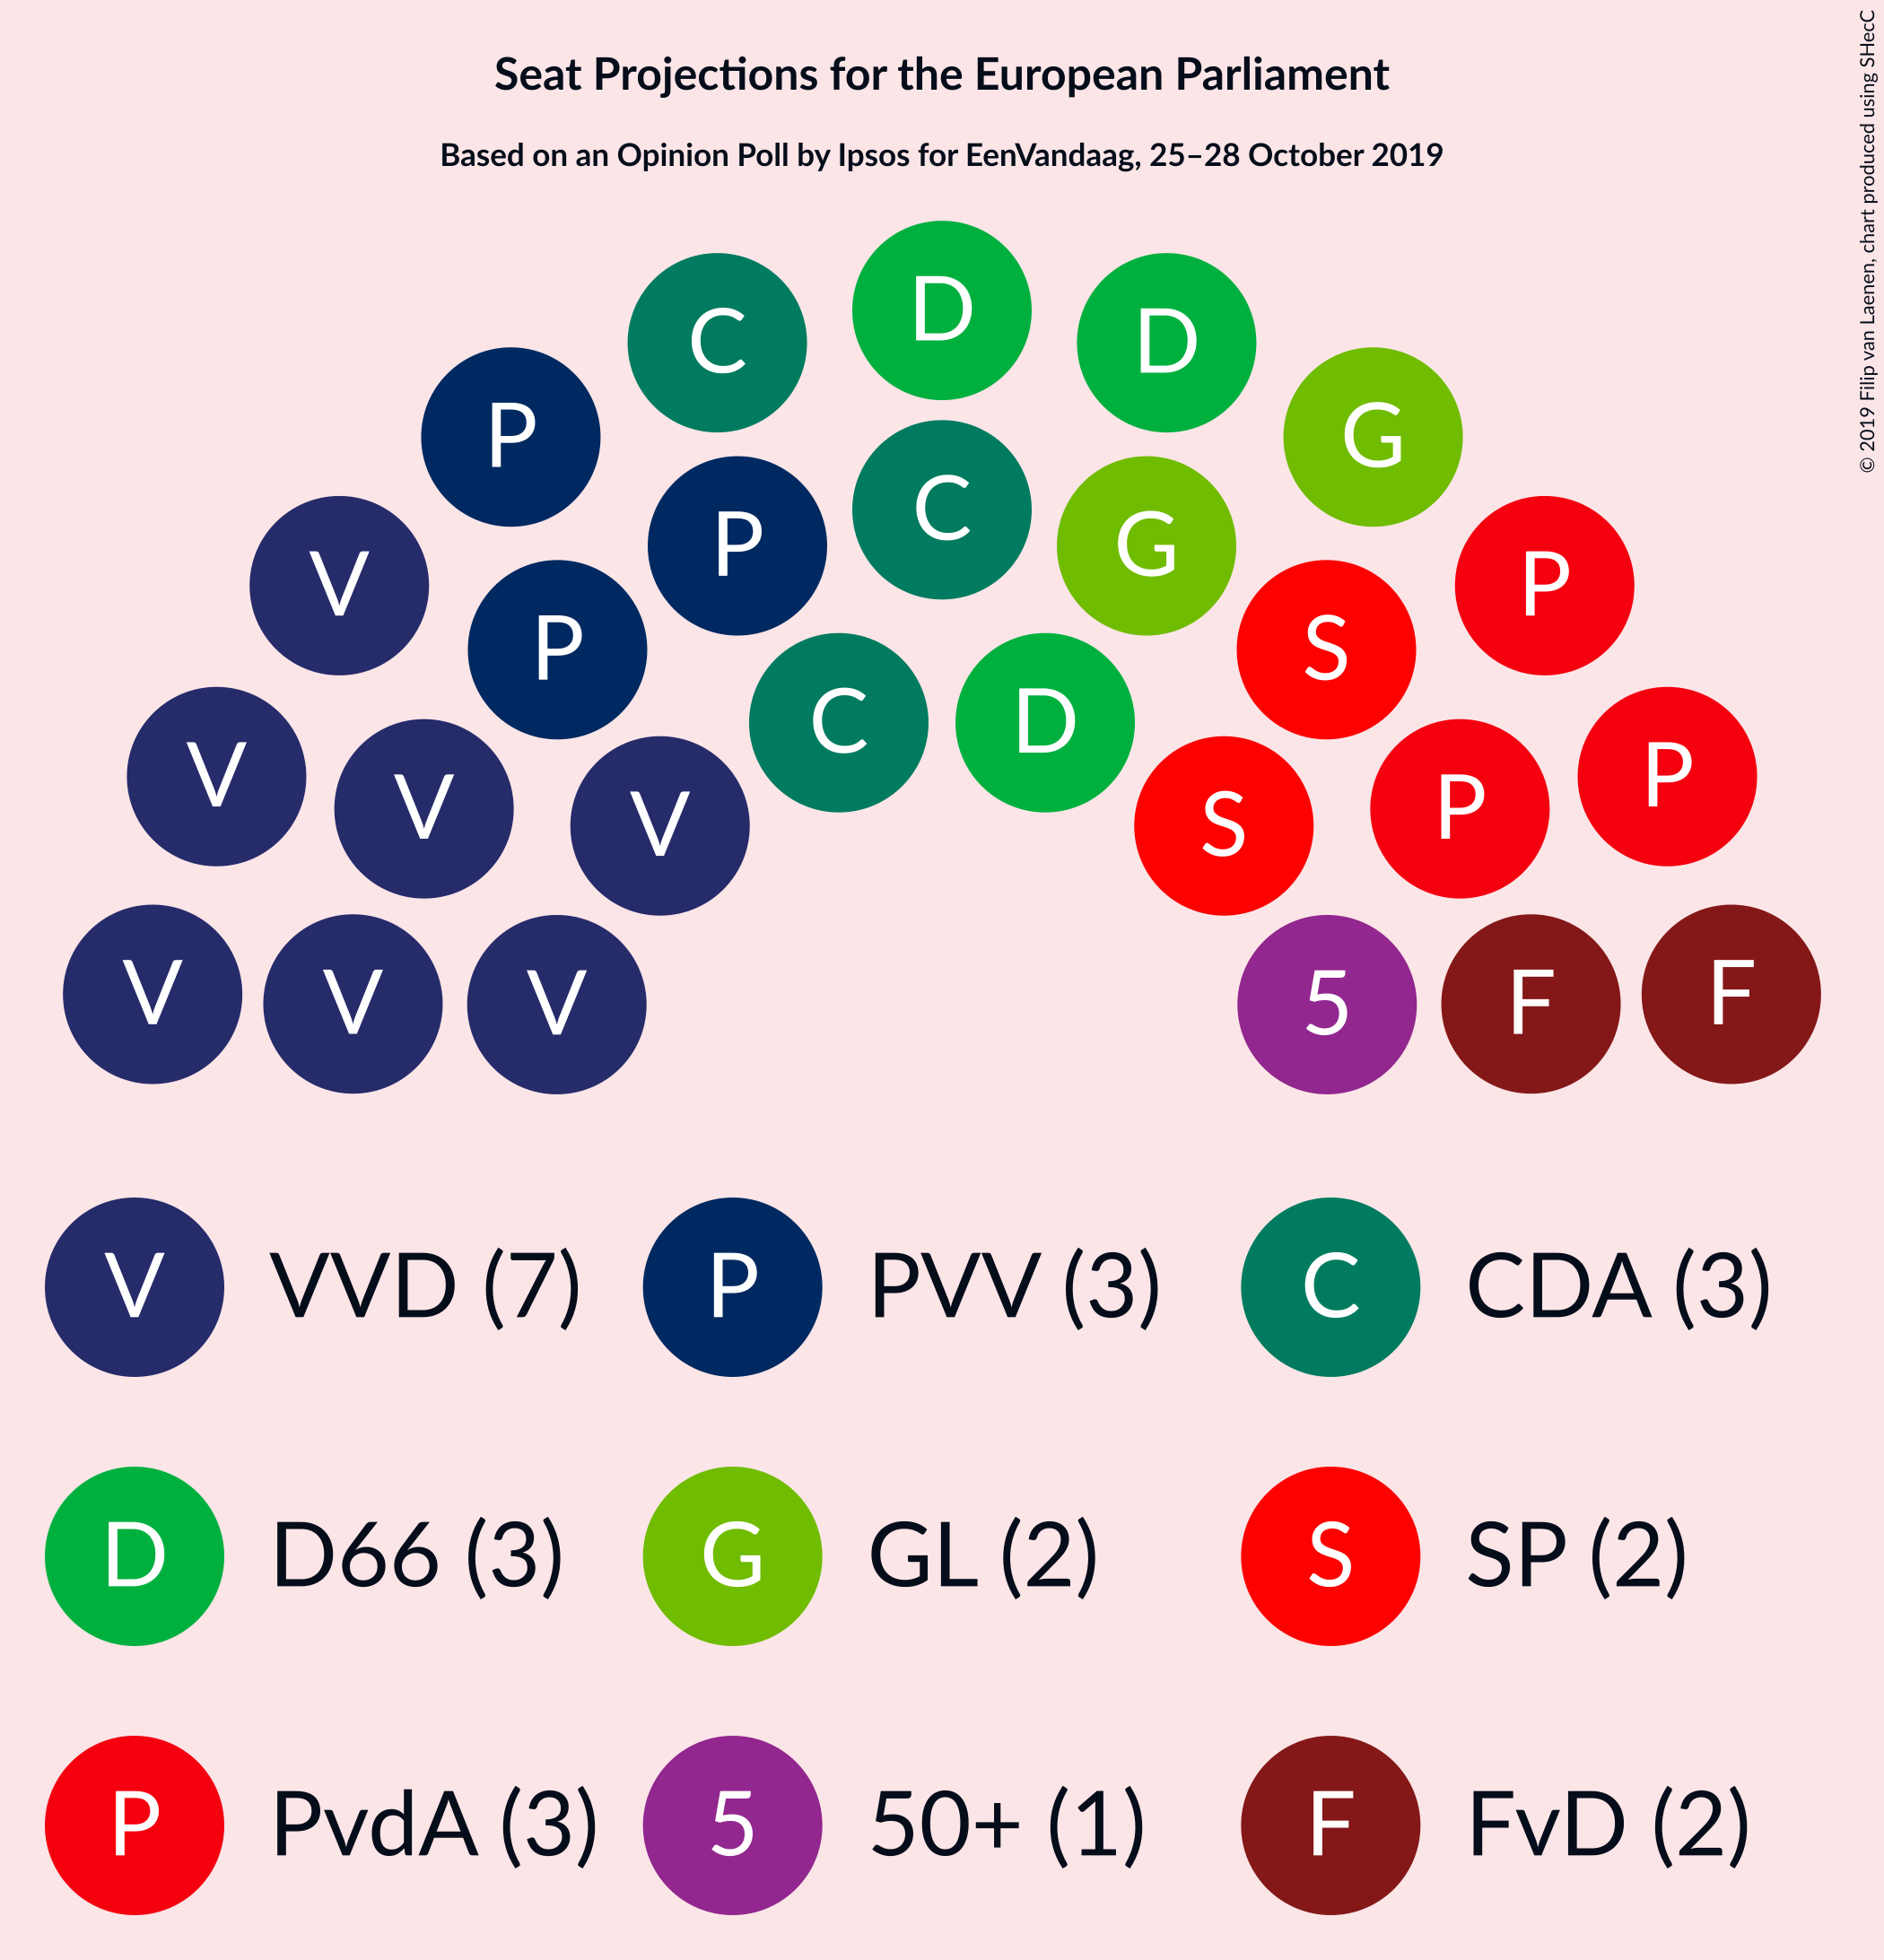 Seat Projections for the European Parliament
Based on an Opinion Poll by Ipsos for EenVandaag, 25–28 October 2019
© 2019 Filip van Laenen, chart produced using SHecC
D
C D
P G
C
P G
V P
P S
C D
V P
V P
V S
V F
V V 5 F
V VVD (7) P PVV (3) C CDA (3)
D D66 (3) G GL (2) S SP (2)
P PvdA (3) 5 50+ (1) F FvD (2)